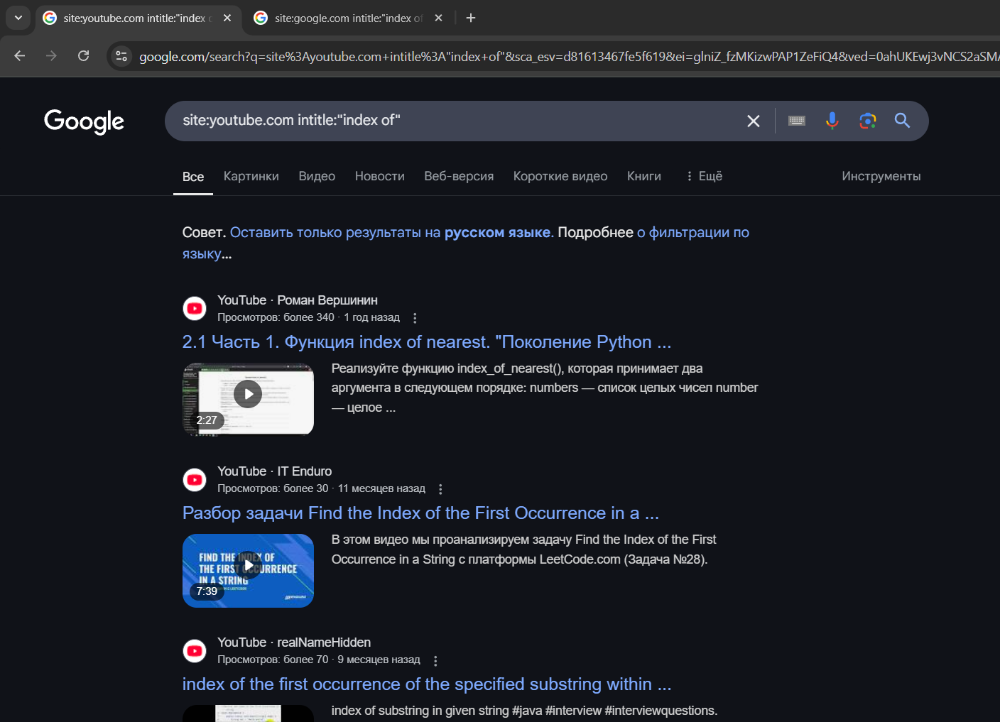 site:youtube.com intitle:"index o
site:google.com intitle:"index of
google.com/search?q=site%3Ayoutube.com+intitle%3A"index+of"&sca_esv=d81613467fe5f619&ei=glniZ_fzMKizwPAP1ZeFiQ4&ved=0ahUKEwj3vNCS2aSMA
Google
site:youtube.com intitle:"index of"
Все Картинки Видео Новости Веб-версия Короткие видео Книги Ещё Инструменты
Совет. Оставить только результаты на русском языке. Подробнее о фильтрации по
языку...
YouTube · Роман Вершинин
Просмотров: более 340 · 1 год назад
2.1 Часть 1. Функция index of nearest. "Поколение Python ...
Реализуйте функцию index_of_nearest(), которая принимает два
аргумента в следующем порядке: numbers — список целых чисел number
— целое ...
2:27
YouTube · IT Enduro
Просмотров: более 30 · 11 месяцев назад
Разбор задачи Find the Index of the First Occurrence in a ...
В этом видео мы проанализируем задачу Find the Index of the First
Occurrence in a String с платформы LeetCode.com (Задача №28).
FIND THE INDEX OF
THE FIRST OCCURRENCE
IN A STRING
7:39
YouTube · realNameHidden
Просмотров: более 70 · 9 месяцев назад
index of the first occurrence of the specified substring within ...
index of substring in given string #java #interview #interviewquestions.